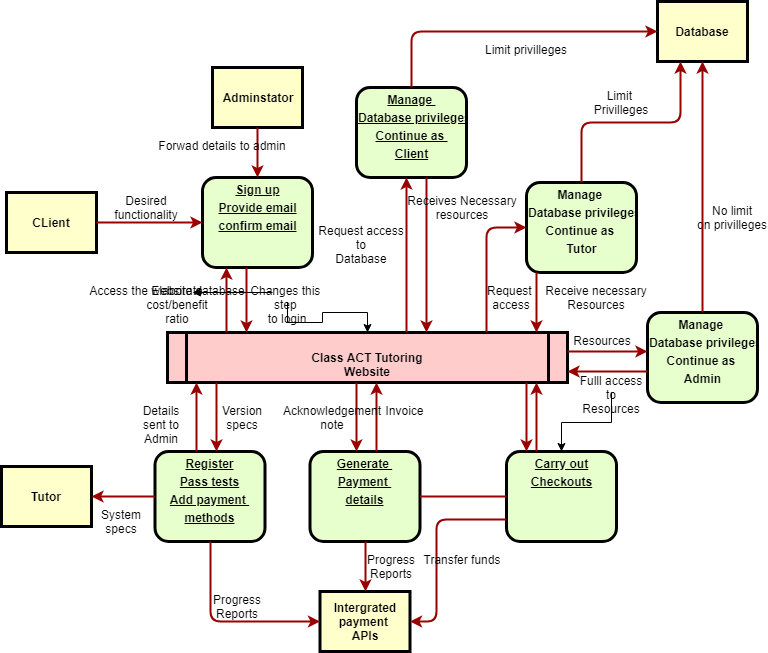 Database
Limit privilleges
Adminstator
Manage
Database privilege
Continue as
Client
Limit
Privilleges
Forwad details to admin
Sign up
Provide email
confirm email
CLient
Desired
functionality
Manage
Database privilege
Continue as
Tutor
Receives Necessary
resources
No limit
on privilleges
Request access
to
Database
Access the website
Elaborate
database
cost/benefit
ratio
Changes this
step
to login
Request
access
Receive necessary
Resources
Manage
Database privilege
Continue as
Admin
Resources
Class ACT Tutoring
Website
Fulll access
to
Resources
Details
sent to
Admin
Version
specs
Acknowledgement
note
Invoice
Register
Pass tests
Add payment
methods
Generate
Payment
details
Carry out
Checkouts
Tutor
System
specs
Progress
Reports
Transfer funds
Progress
Reports
Intergrated
payment
APIs